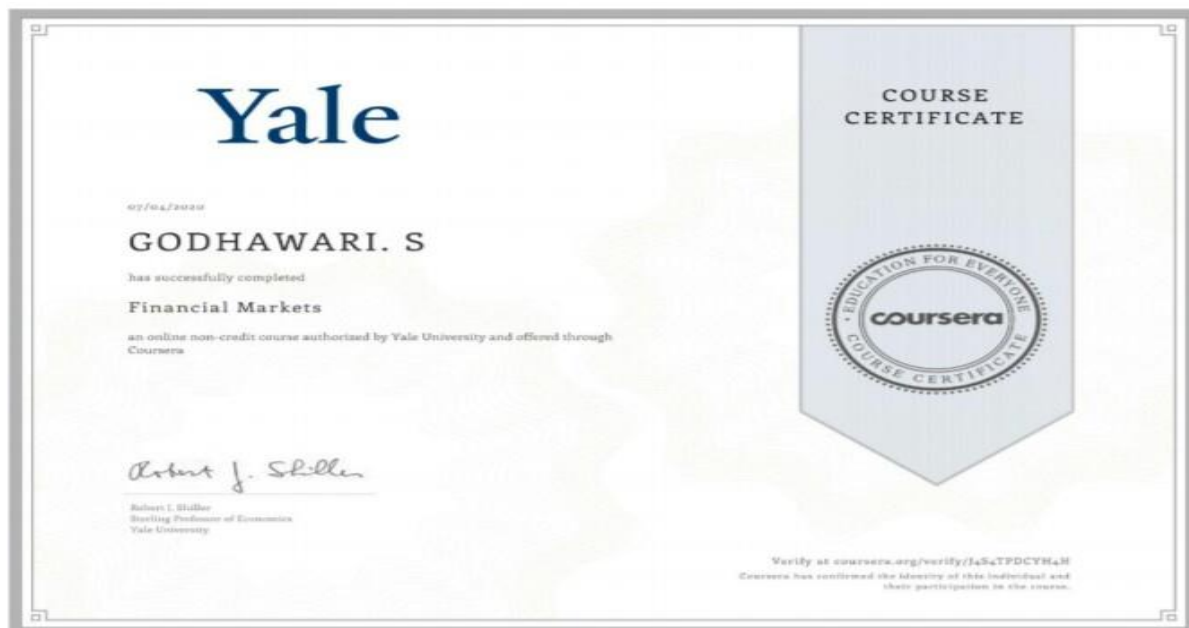 Yale
07/04/2020
GODHAWARI. S
has successfully completed
Financial Markets
an online non-credit course authorized by Yale University and offered through
Coursera
Robert J. Shiller
Robert J. Shiller
Sterling Professor of Economics
Yale University
COURSE
CERTIFICATE
EDUCATION FOR EVERYONE
coursera
COURSE CERTIFICATE
Verify at coursera.org/verify/J4S4TPDCYH4H
Coursera has confirmed the identity of this individual and
their participation in the course.